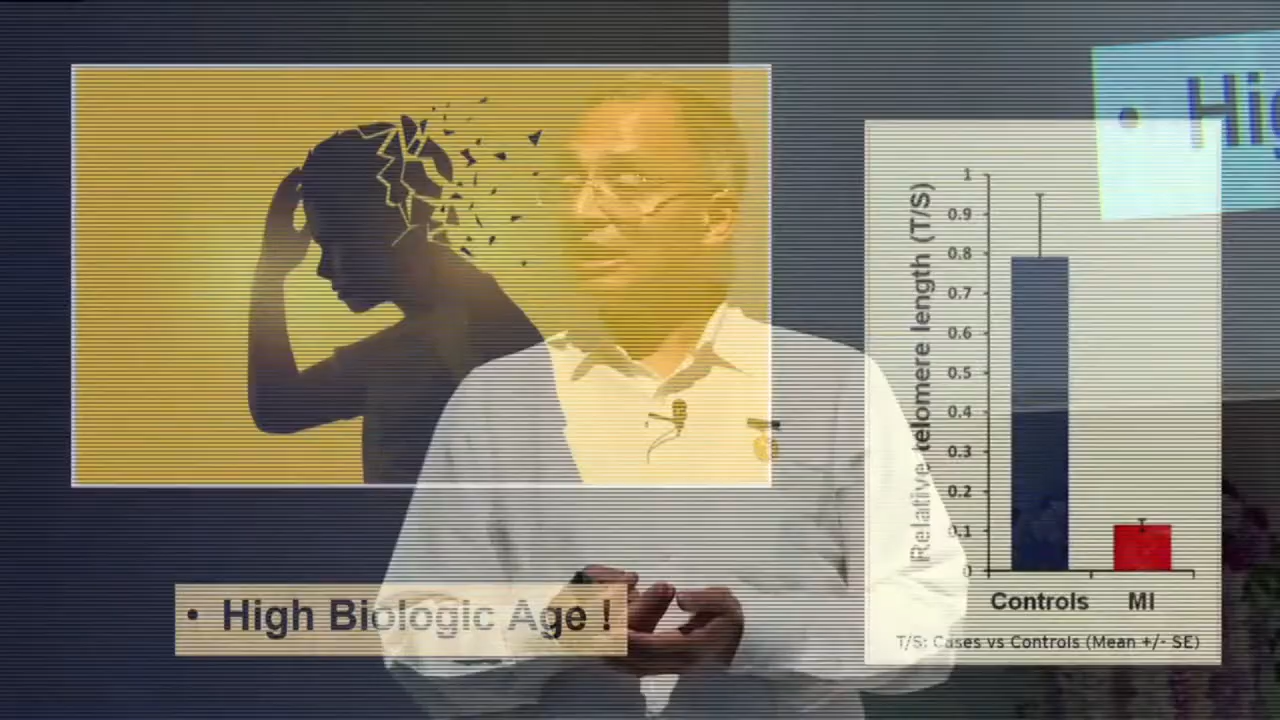 • Hig
Relative telomere length (T/S)
1
0.9
0.8
0.7
0.6
0.5
0.4
0.3
0.2
0.1
0
Controls MI
T/S: Cases vs Controls (Mean +/- SE)
• High Biologic Age !